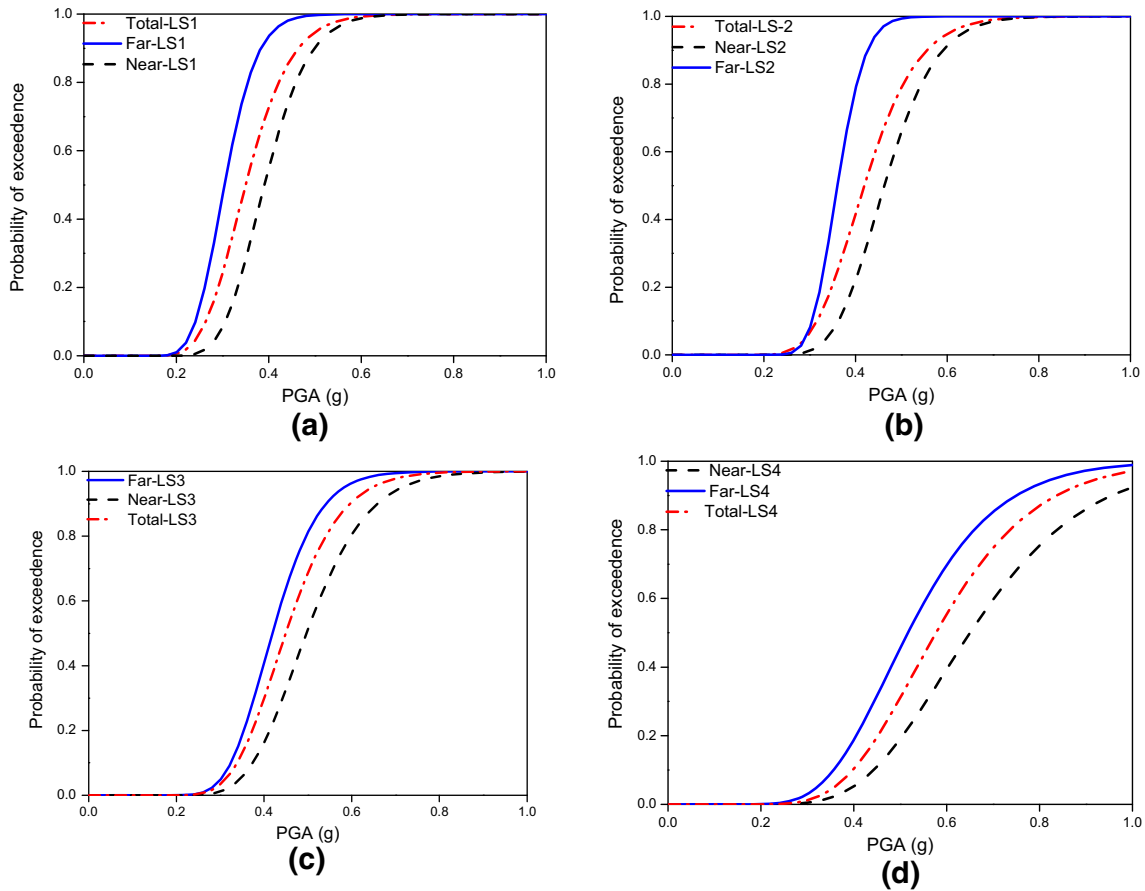 Total-LS1
Far-LS1
Near-LS1
Probability of exceedence
1.0
0.8
0.6
0.4
0.2
0.0
0.0 0.2 0.4 0.6 0.8 1.0
PGA (g)
(a)
Total-LS-2
Near-LS2
Far-LS2
Probability of exceedence
1.0
0.8
0.6
0.4
0.2
0.0
0.0 0.2 0.4 0.6 0.8 1.0
PGA (g)
(b)
Far-LS3
Near-LS3
Total-LS3
Probability of exceedence
1.0
0.8
0.6
0.4
0.2
0.0
0.0 0.2 0.4 0.6 0.8 1.0
PGA (g)
(c)
Near-LS4
Far-LS4
Total-LS4
Probability of exceedence
1.0
0.8
0.6
0.4
0.2
0.0
0.0 0.2 0.4 0.6 0.8 1.0
PGA (g)
(d)